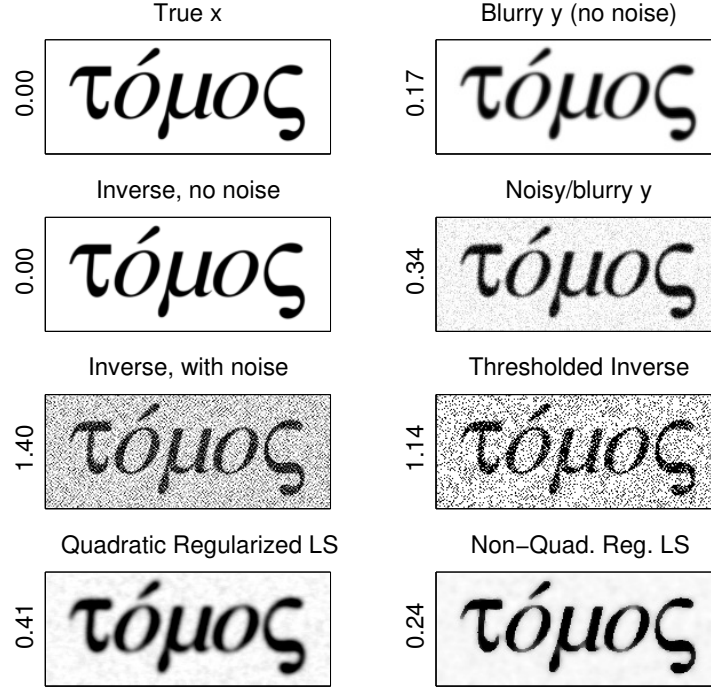 True x
Blurry y (no noise)
0.00
τόμος
0.17
τόμος
Inverse, no noise
Noisy/blurry y
0.00
τόμος
0.34
τόμος
Inverse, with noise
Thresholded Inverse
1.40
τόμος
1.14
τόμος
Quadratic Regularized LS
Non−Quad. Reg. LS
0.41
τόμος
0.24
τόμος